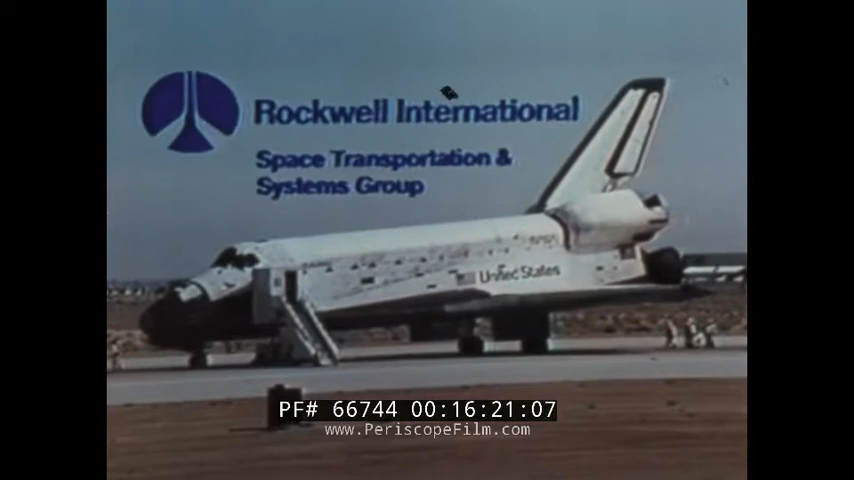 Rockwell International
Space Transportation &
Systems Group
United States
PF# 66744 00:16:21:07
www.PeriscopeFilm.com